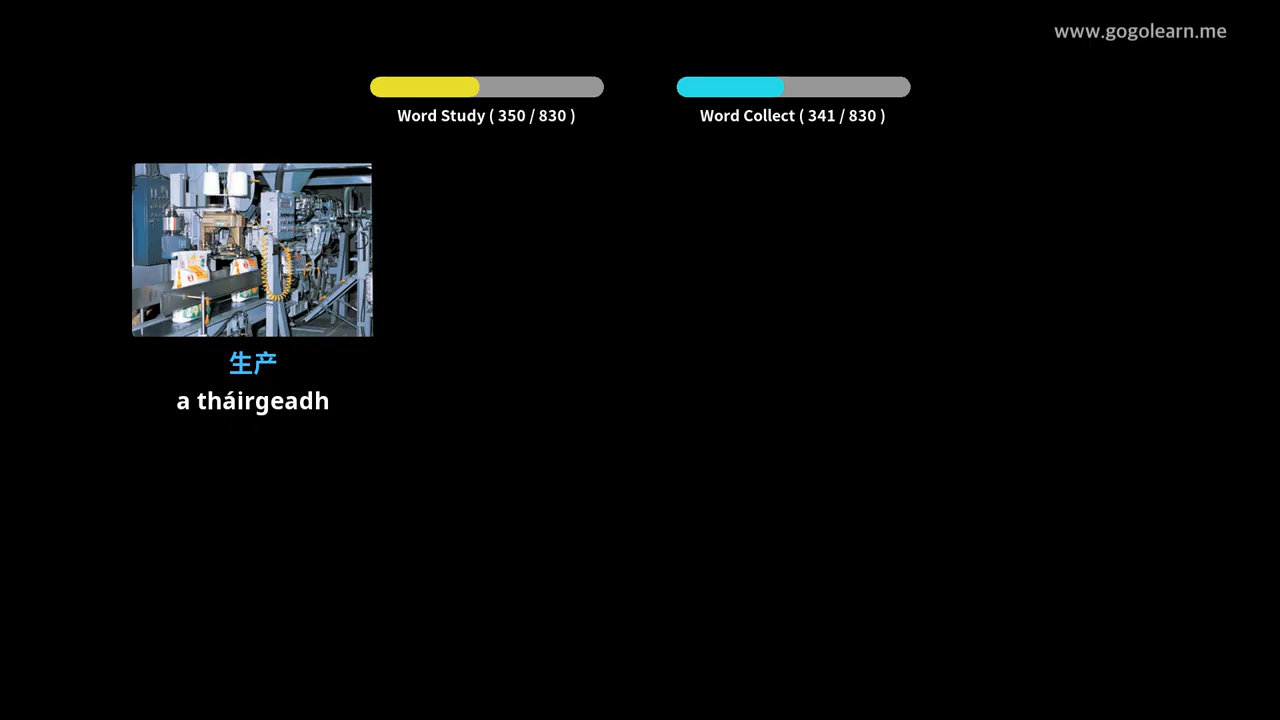 www.gogolearn.me
Word Study ( 350 / 830 )
Word Collect ( 341 / 830 )
生产
a tháirgeadh